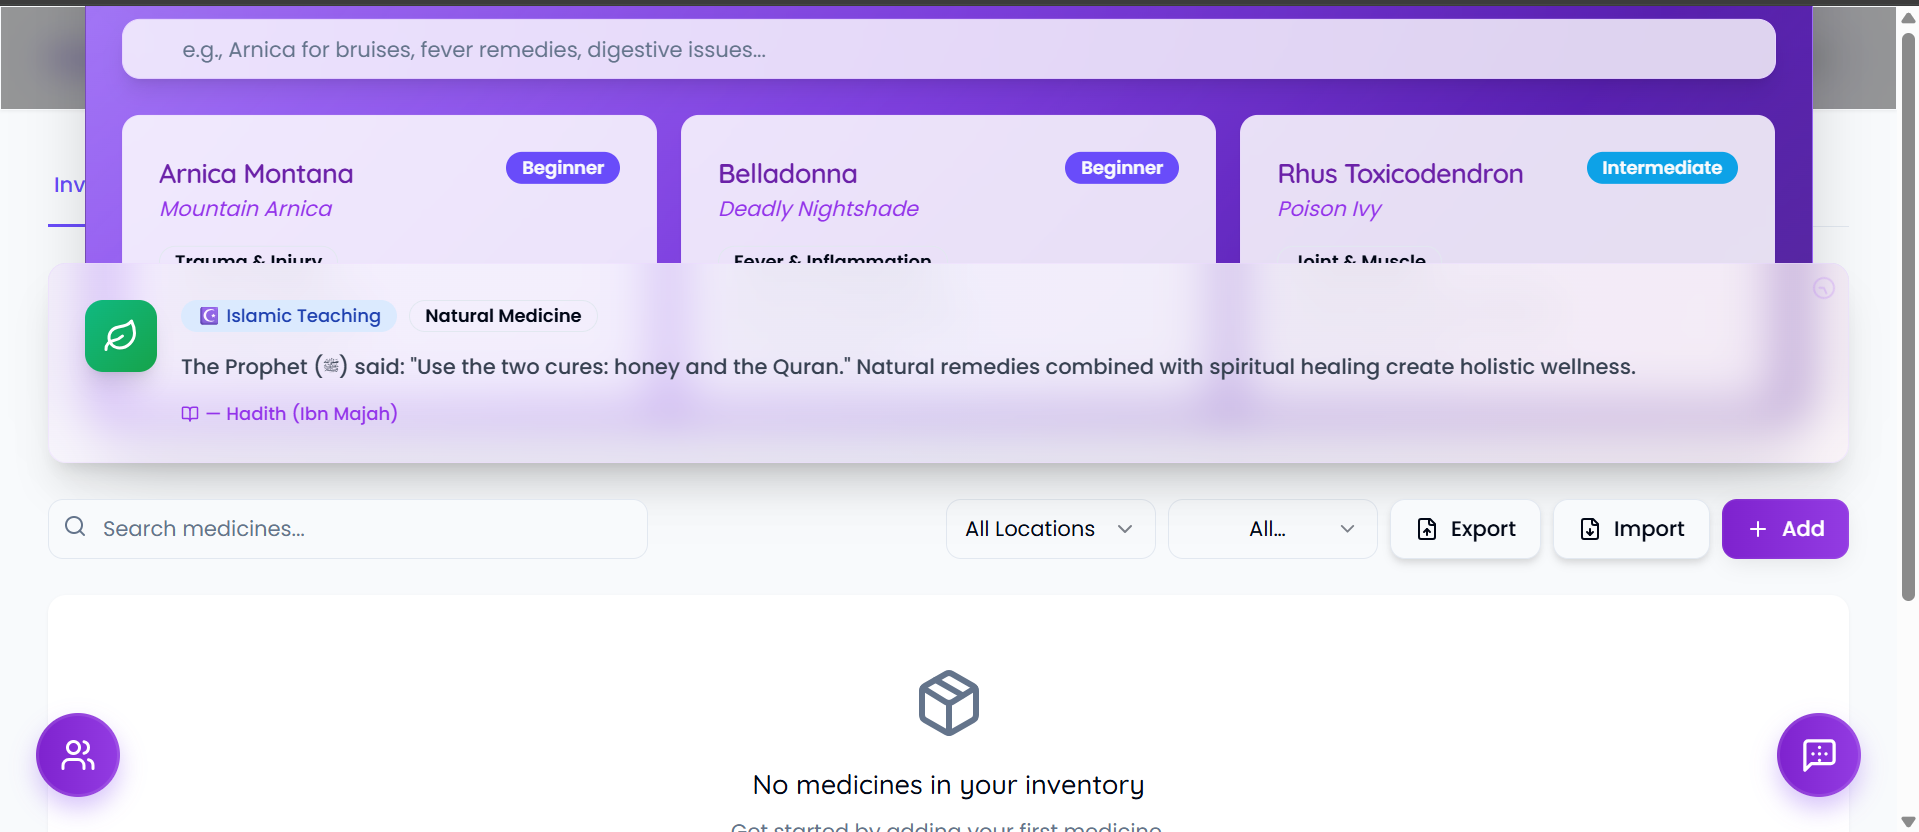 e.g., Arnica for bruises, fever remedies, digestive issues...
Arnica Montana
Beginner
Mountain Arnica
Trauma & Injury
Belladonna
Beginner
Deadly Nightshade
Fever & Inflammation
Rhus Toxicodendron
Intermediate
Poison Ivy
Joint & Muscle
Inv
☪ Islamic Teaching
Natural Medicine
The Prophet (ﷺ) said: "Use the two cures: honey and the Quran." Natural remedies combined with spiritual healing create holistic wellness.
— Hadith (Ibn Majah)
Search medicines...
All Locations
All...
Export
Import
+ Add
No medicines in your inventory
Get started by adding your first medicine